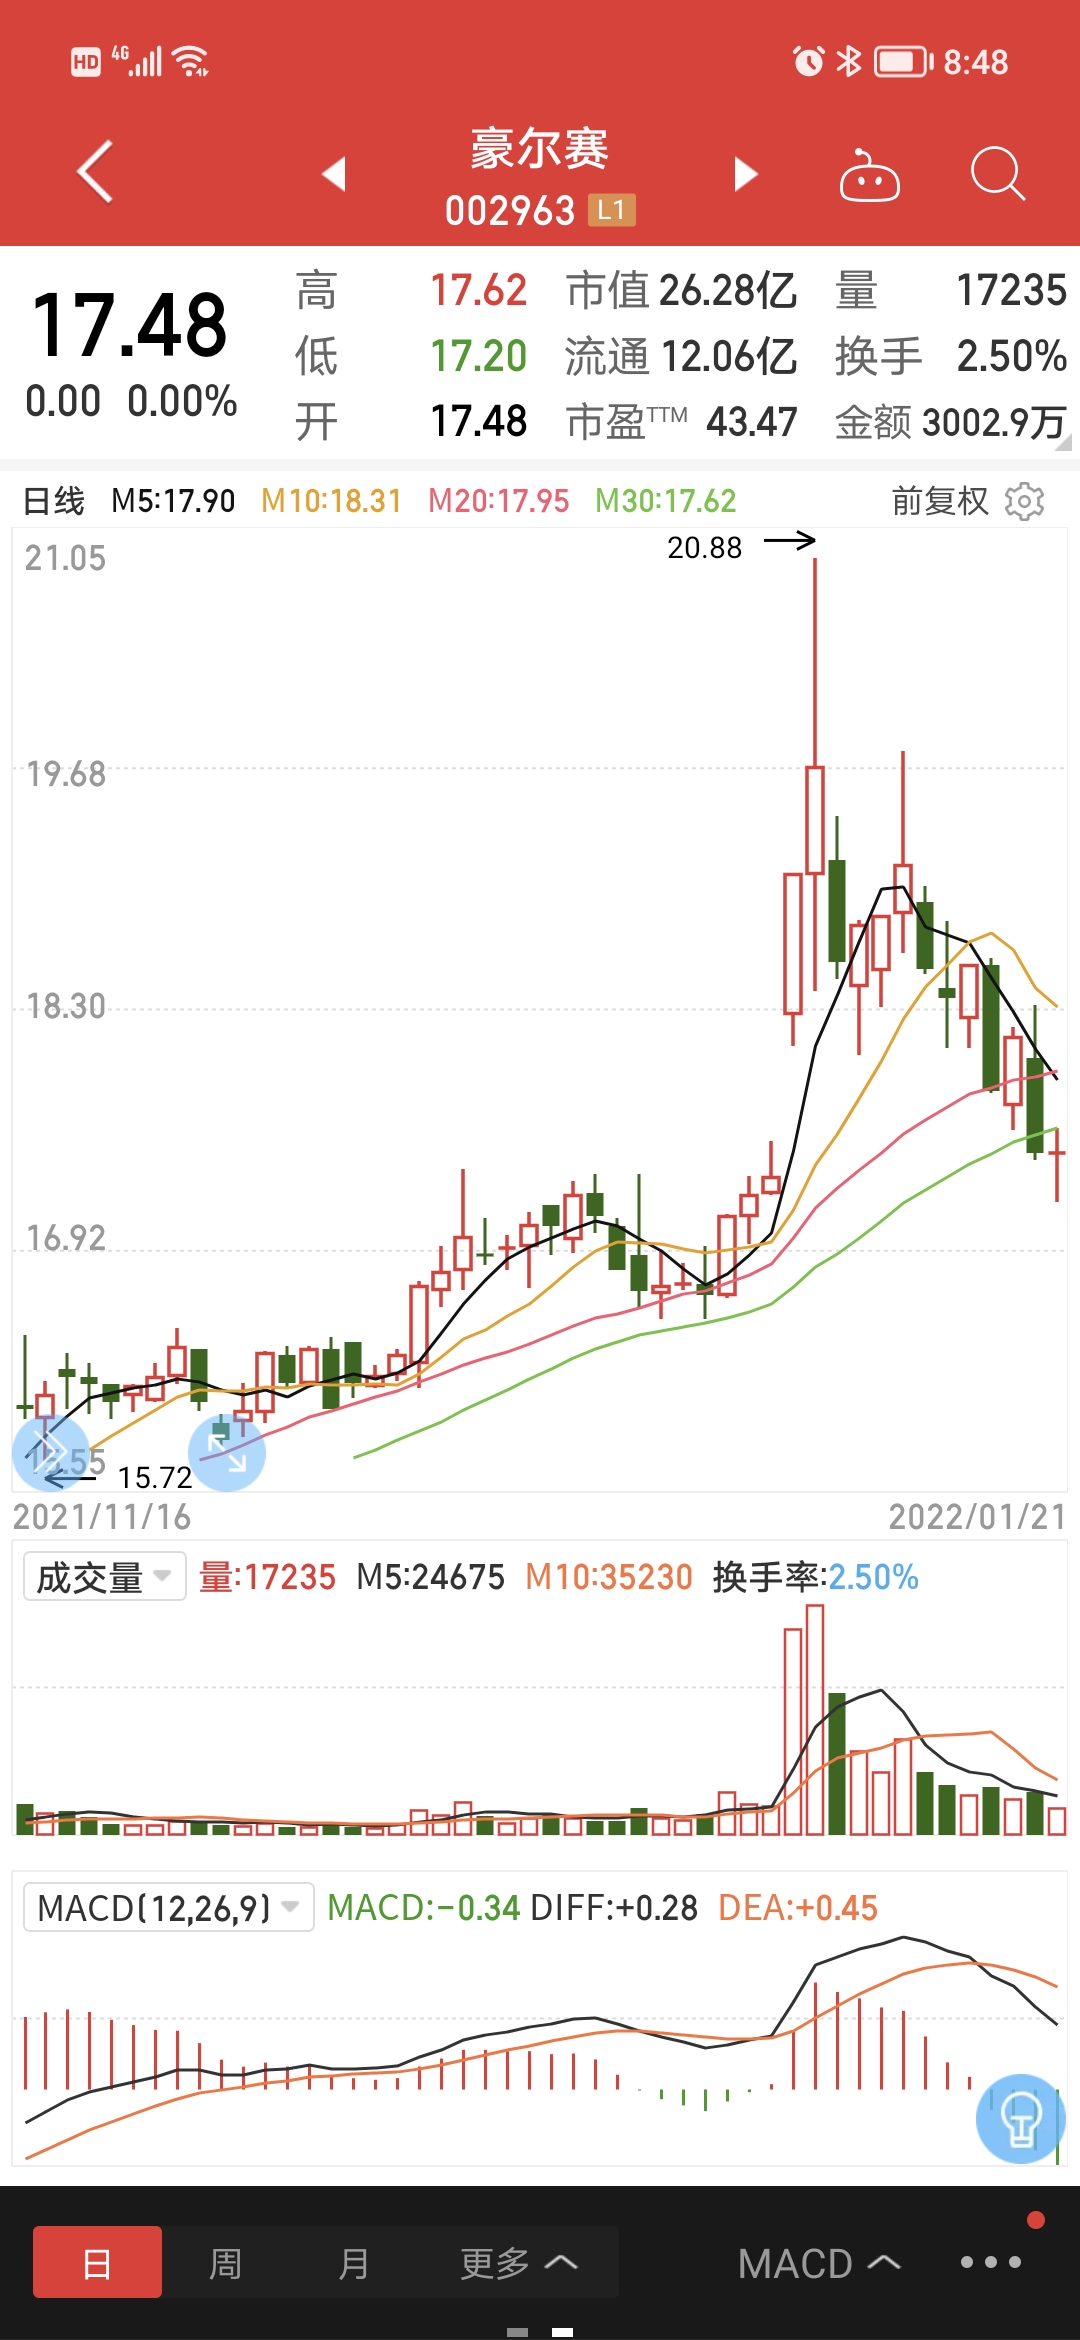 HD 4G 8:48
豪尔赛
002963 L1
17.48 高 17.62 市值 26.28亿 量 17235
低 17.20 流通 12.06亿 换手 2.50%
0.00 0.00% 开 17.48 市盈TTM 43.47 金额 3002.9万
日线 M5:17.90 M10:18.31 M20:17.95 M30:17.62 前复权
20.88
21.05
19.68
18.30
16.92
15.55
15.72
2021/11/16 2022/01/21
成交量 量:17235 M5:24675 M10:35230 换手率:2.50%
MACD(12,26,9) MACD:-0.34 DIFF:+0.28 DEA:+0.45
日 周 月 更多 MACD